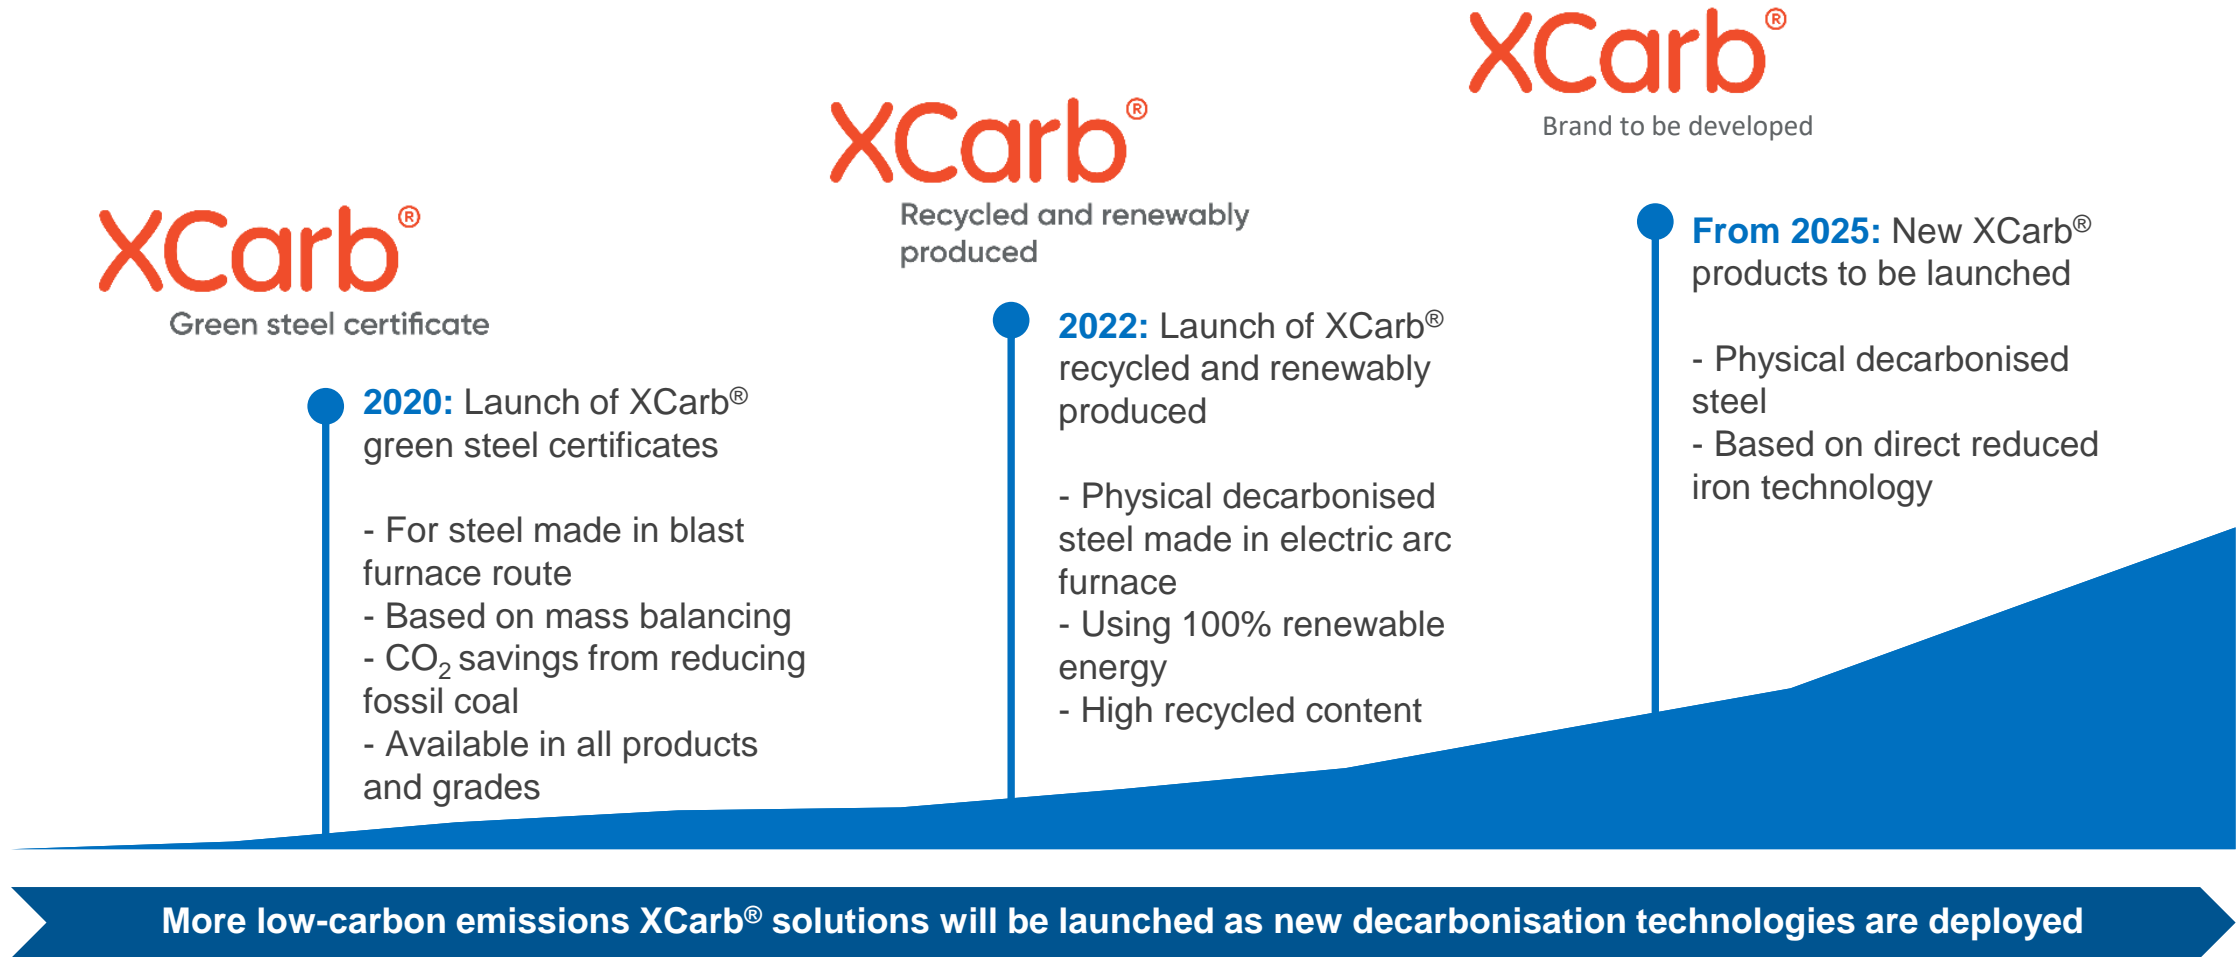 XCarb®
Green steel certificate
2020: Launch of XCarb®
green steel certificates
- For steel made in blast
furnace route
- Based on mass balancing
- CO₂ savings from reducing
fossil coal
- Available in all products
and grades
XCarb®
Recycled and renewably
produced
2022: Launch of XCarb®
recycled and renewably
produced
- Physical decarbonised
steel made in electric arc
furnace
- Using 100% renewable
energy
- High recycled content
XCarb®
Brand to be developed
From 2025: New XCarb®
products to be launched
- Physical decarbonised
steel
- Based on direct reduced
iron technology
More low-carbon emissions XCarb® solutions will be launched as new decarbonisation technologies are deployed